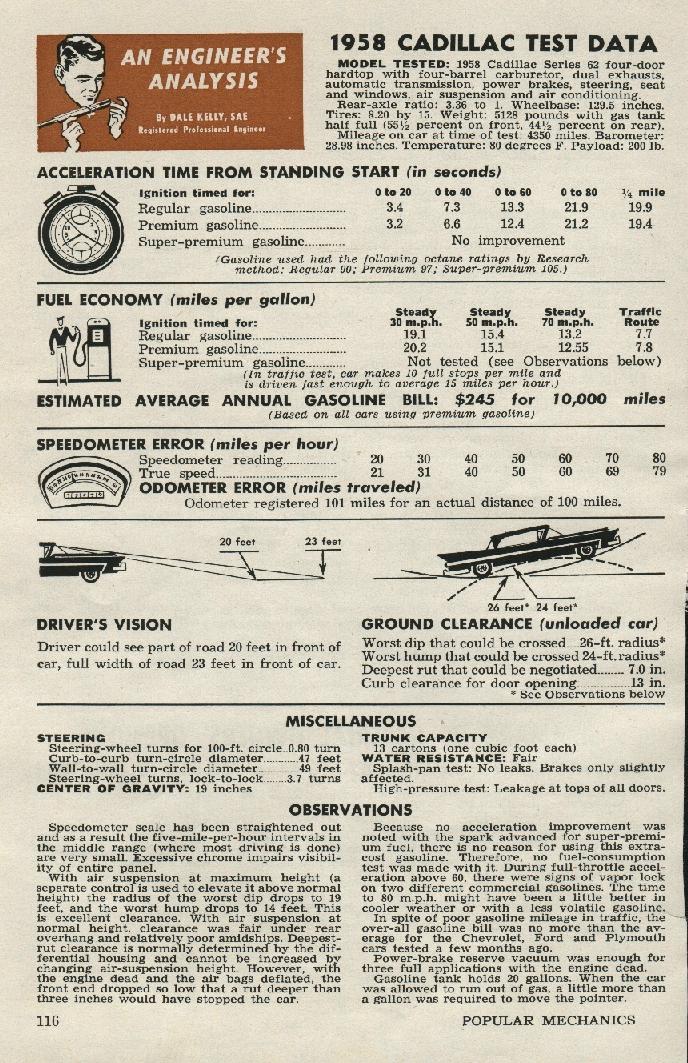 AN ENGINEER'S
ANALYSIS
By DALE KELLY, SAE
Registered Professional Engineer
1958 CADILLAC TEST DATA
MODEL TESTED: 1958 Cadillac Series 62 four-door
hardtop with four-barrel carburetor, dual exhausts,
automatic transmission, power brakes, steering, seat
and windows, air suspension and air conditioning.
Rear-axle ratio: 3.36 to 1. Wheelbase: 129.5 inches.
Tires: 8.20 by 15. Weight: 5128 pounds with gas tank
half full (55½ percent on front, 44½ percent on rear).
Mileage on car at time of test: 4350 miles. Barometer:
28.98 inches. Temperature: 80 degrees F. Payload: 200 lb.
ACCELERATION TIME FROM STANDING START (in seconds)
Ignition timed for: 0 to 20 0 to 40 0 to 60 0 to 80 ¼ mile
Regular gasoline 3.4 7.3 13.3 21.9 19.9
Premium gasoline 3.2 6.6 12.4 21.2 19.4
Super-premium gasoline No improvement
(Gasoline used had the following octane ratings by Research
method: Regular 90; Premium 97; Super-premium 105.)
FUEL ECONOMY (miles per gallon)
Steady Steady Steady Traffic
Ignition timed for: 30 m.p.h. 50 m.p.h. 70 m.p.h. Route
Regular gasoline 19.1 15.4 13.2 7.7
Premium gasoline 20.2 15.1 12.55 7.8
Super-premium gasoline Not tested (see Observations below)
(In traffic test, car makes 10 full stops per mile and
is driven fast enough to average 15 miles per hour.)
ESTIMATED AVERAGE ANNUAL GASOLINE BILL: $245 for 10,000 miles
(Based on all cars using premium gasoline)
SPEEDOMETER ERROR (miles per hour)
Speedometer reading 20 30 40 50 60 70 80
True speed 21 31 40 50 60 69 79
ODOMETER ERROR (miles traveled)
Odometer registered 101 miles for an actual distance of 100 miles.
20 feet 23 feet
26 feet* 24 feet*
DRIVER'S VISION
Driver could see part of road 20 feet in front of
car, full width of road 23 feet in front of car.
GROUND CLEARANCE (unloaded car)
Worst dip that could be crossed 26-ft. radius*
Worst hump that could be crossed 24-ft. radius*
Deepest rut that could be negotiated 7.0 in.
Curb clearance for door opening 13 in.
* See Observations below
MISCELLANEOUS
STEERING
Steering-wheel turns for 100-ft. circle 0.80 turn
Curb-to-curb turn-circle diameter 47 feet
Wall-to-wall turn-circle diameter 49 feet
Steering-wheel turns, lock-to-lock 3.7 turns
CENTER OF GRAVITY: 19 inches
TRUNK CAPACITY
13 cartons (one cubic foot each)
WATER RESISTANCE: Fair
Splash-pan test: No leaks. Brakes only slightly
affected.
High-pressure test: Leakage at tops of all doors.
OBSERVATIONS
Speedometer scale has been straightened out
and as a result the five-mile-per-hour intervals in
the middle range (where most driving is done)
are very small. Excessive chrome impairs visibil-
ity of entire panel.
With air suspension at maximum height (a
separate control is used to elevate it above normal
height) the radius of the worst dip drops to 19
feet, and the worst hump drops to 14 feet. This
is excellent clearance. With air suspension at
normal height, clearance was fair under rear
overhang and relatively poor amidships. Deepest-
rut clearance is normally determined by the dif-
ferential housing and cannot be increased by
changing air-suspension height. However, with
the engine dead and the air bags deflated, the
front end dropped so low that a rut deeper than
three inches would have stopped the car.
Because no acceleration improvement was
noted with the spark advanced for super-premi-
um fuel, there is no reason for using this extra-
cost gasoline. Therefore, no fuel-consumption
test was made with it. During full-throttle accel-
eration above 60, there were signs of vapor lock
on two different commercial gasolines. The time
to 80 m.p.h. might have been a little better in
cooler weather or with a less volatile gasoline.
In spite of poor gasoline mileage in traffic, the
over-all gasoline bill was no more than the av-
erage for the Chevrolet, Ford and Plymouth
cars tested a few months ago.
Power-brake reserve vacuum was enough for
three full applications with the engine dead.
Gasoline tank holds 20 gallons. When the car
was allowed to run out of gas, a little more than
a gallon was required to move the pointer.
116
POPULAR MECHANICS